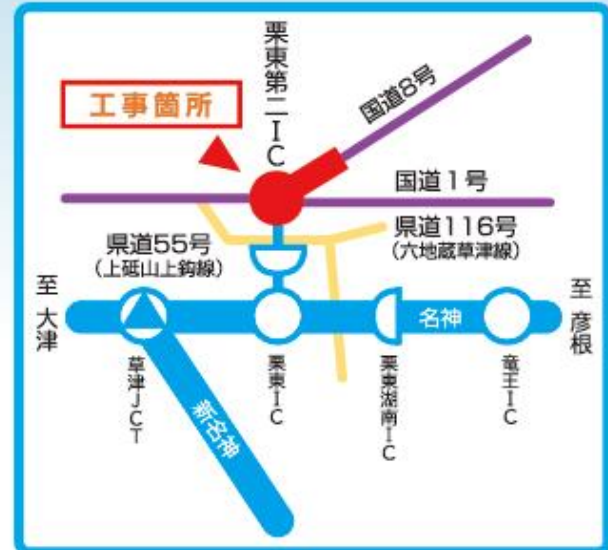 栗東第二IC
工事箇所
国道8号
国道1号
県道116号
(六地蔵草津線)
県道55号
(上砥山上鈎線)
至 大津
名神
至 彦根
草津JCT
新名神
栗東IC
栗東湖南IC
竜王IC